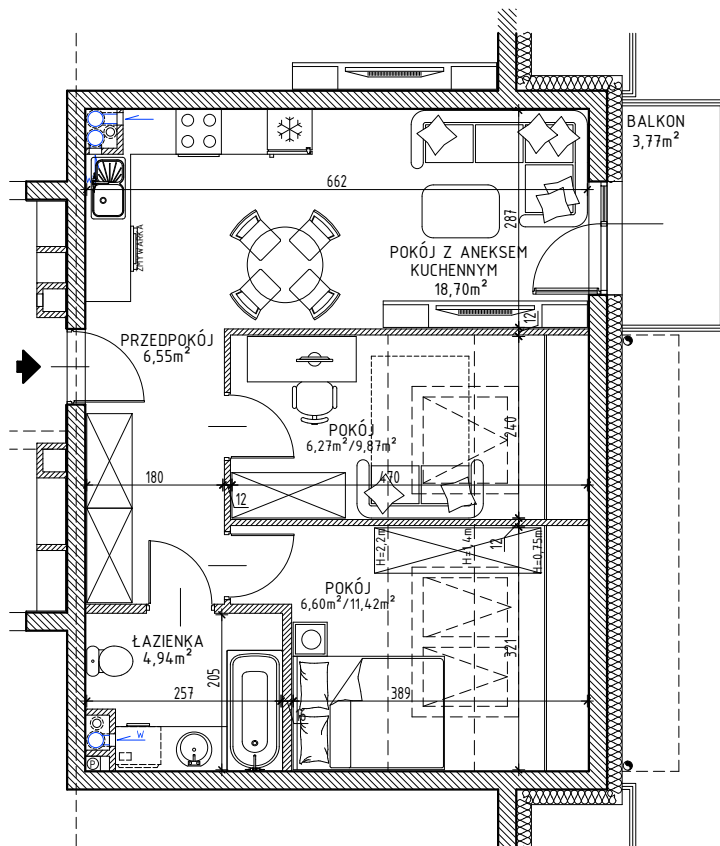 BALKON
3,77m²
W
662
287
ZMYWARKA
POKÓJ Z ANEKSEM
KUCHENNYM
18,70m²
12
PRZEDPOKÓJ
6,55m²
POKÓJ
6,27m²/9,87m²
240
180
470
12
H=2,2m
H=1,4m
12
H=0,75m
POKÓJ
6,60m²/11,42m²
ŁAZIENKA
4,94m²
205
321
257
389
W
P